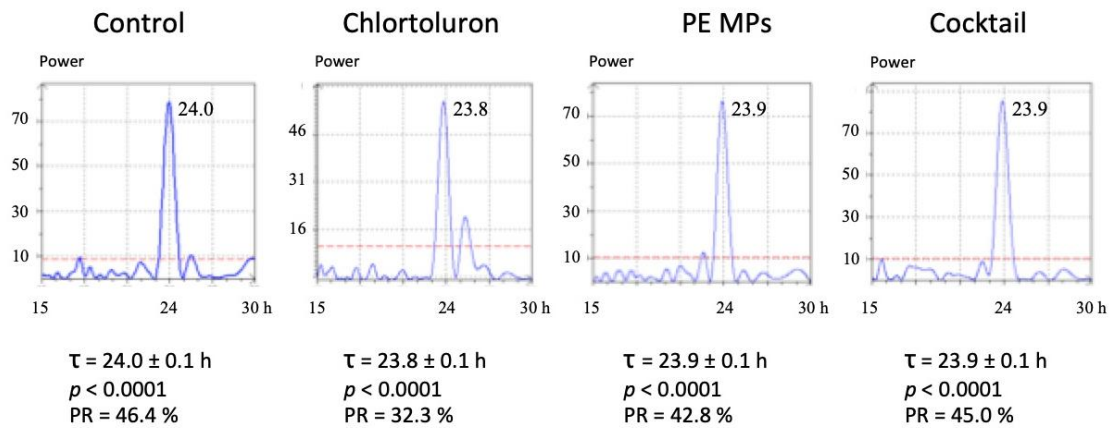 Control
Power
24.0
70
50
30
10
15 24 30 h
τ = 24.0 ± 0.1 h
p < 0.0001
PR = 46.4 %
Chlortoluron
Power
23.8
46
31
16
15 24 30 h
τ = 23.8 ± 0.1 h
p < 0.0001
PR = 32.3 %
PE MPs
Power
23.9
70
50
30
10
15 24 30 h
τ = 23.9 ± 0.1 h
p < 0.0001
PR = 42.8 %
Cocktail
Power
23.9
70
50
30
10
15 24 30 h
τ = 23.9 ± 0.1 h
p < 0.0001
PR = 45.0 %